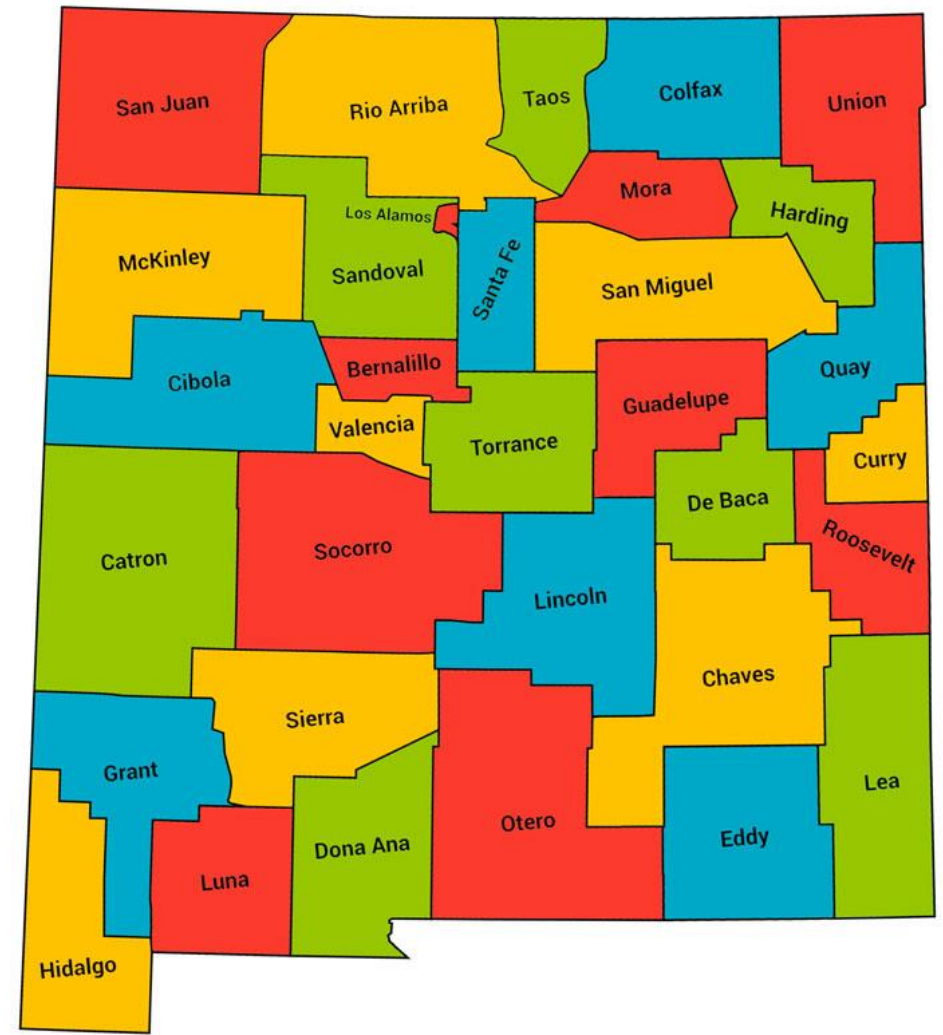 San Juan
Rio Arriba
Taos
Colfax
Union
Mora
Harding
Los Alamos
McKinley
Sandoval
Santa Fe
San Miguel
Cibola
Bernalillo
Quay
Valencia
Torrance
Guadelupe
Curry
De Baca
Catron
Socorro
Roosevelt
Lincoln
Chaves
Sierra
Grant
Lea
Otero
Eddy
Dona Ana
Luna
Hidalgo